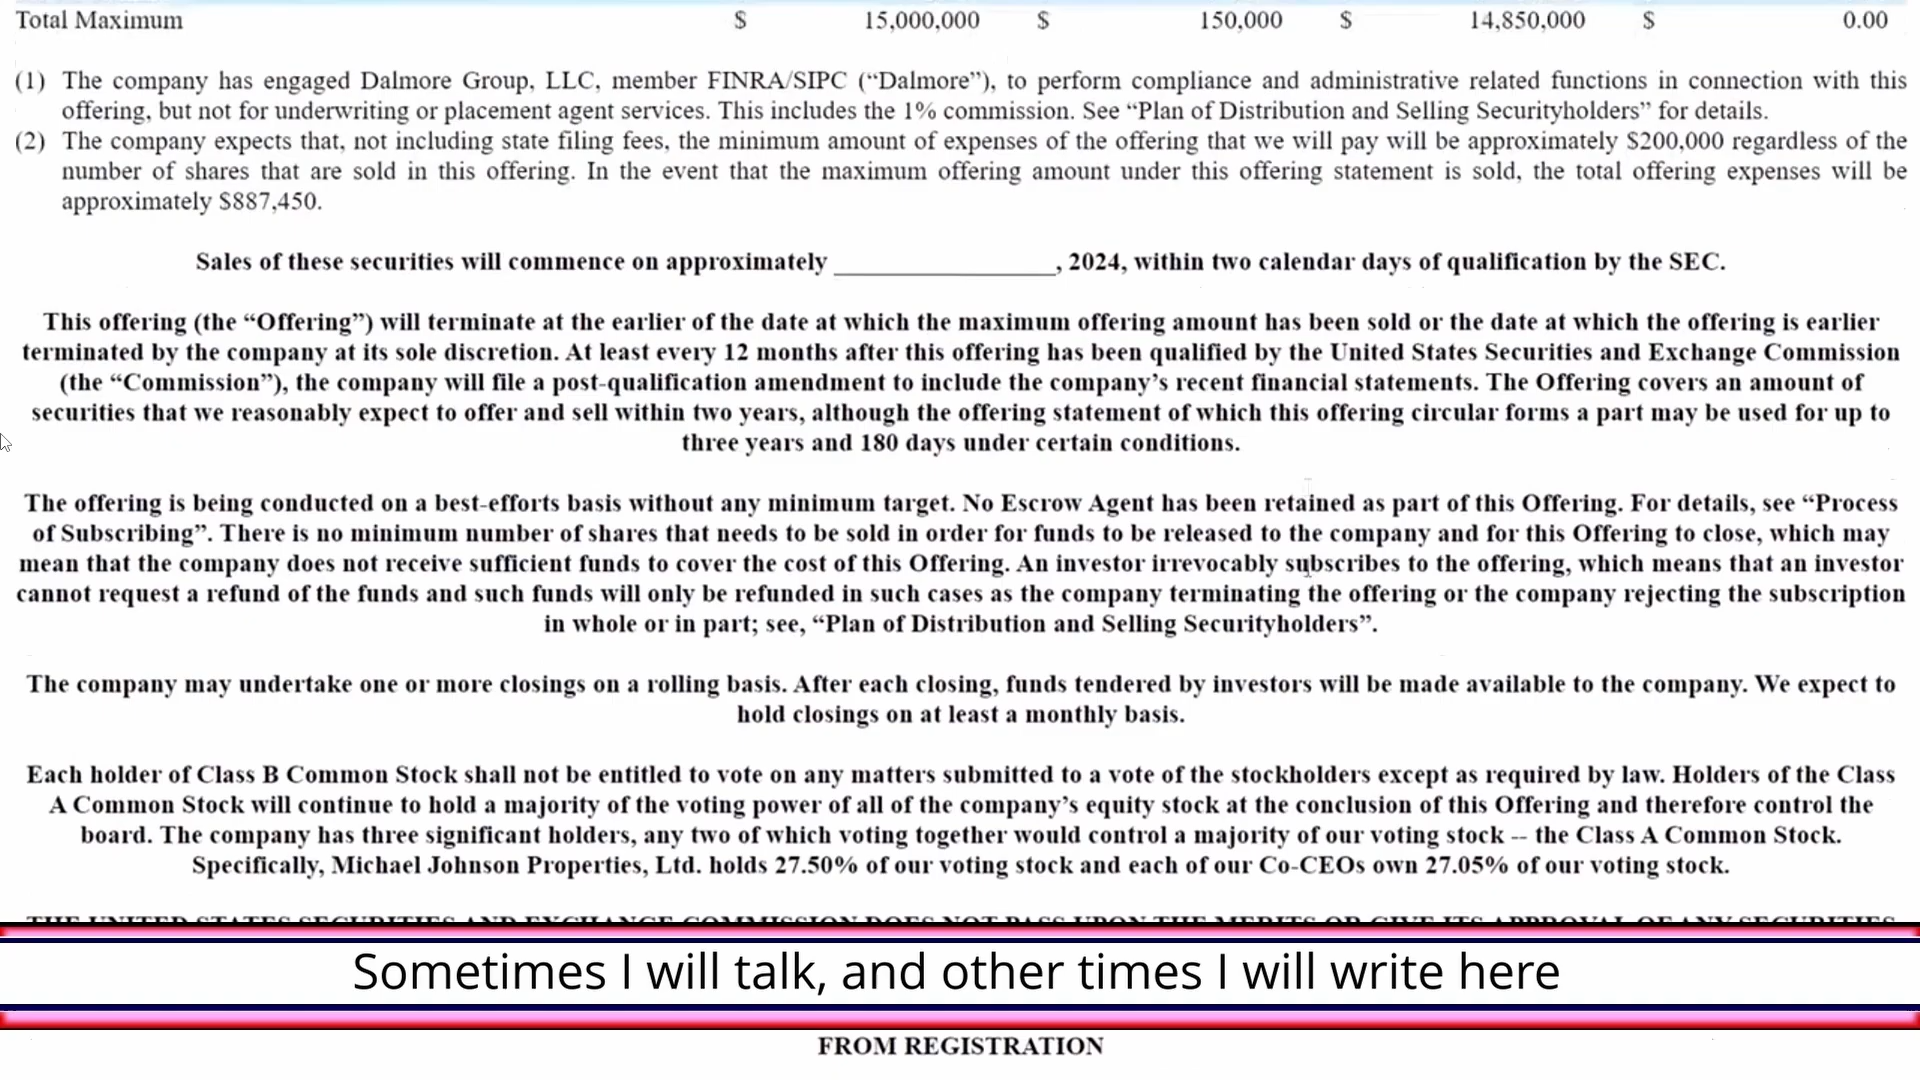 Total Maximum $ 15,000,000 $ 150,000 $ 14,850,000 $ 0.00
(1) The company has engaged Dalmore Group, LLC, member FINRA/SIPC (“Dalmore”), to perform compliance and administrative related functions in connection with this
offering, but not for underwriting or placement agent services. This includes the 1% commission. See “Plan of Distribution and Selling Securityholders” for details.
(2) The company expects that, not including state filing fees, the minimum amount of expenses of the offering that we will pay will be approximately $200,000 regardless of the
number of shares that are sold in this offering. In the event that the maximum offering amount under this offering statement is sold, the total offering expenses will be
approximately $887,450.
Sales of these securities will commence on approximately ________________, 2024, within two calendar days of qualification by the SEC.
This offering (the “Offering”) will terminate at the earlier of the date at which the maximum offering amount has been sold or the date at which the offering is earlier
terminated by the company at its sole discretion. At least every 12 months after this offering has been qualified by the United States Securities and Exchange Commission
(the “Commission”), the company will file a post-qualification amendment to include the company’s recent financial statements. The Offering covers an amount of
securities that we reasonably expect to offer and sell within two years, although the offering statement of which this offering circular forms a part may be used for up to
three years and 180 days under certain conditions.
The offering is being conducted on a best-efforts basis without any minimum target. No Escrow Agent has been retained as part of this Offering. For details, see “Process
of Subscribing”. There is no minimum number of shares that needs to be sold in order for funds to be released to the company and for this Offering to close, which may
mean that the company does not receive sufficient funds to cover the cost of this Offering. An investor irrevocably subscribes to the offering, which means that an investor
cannot request a refund of the funds and such funds will only be refunded in such cases as the company terminating the offering or the company rejecting the subscription
in whole or in part; see, “Plan of Distribution and Selling Securityholders”.
The company may undertake one or more closings on a rolling basis. After each closing, funds tendered by investors will be made available to the company. We expect to
hold closings on at least a monthly basis.
Each holder of Class B Common Stock shall not be entitled to vote on any matters submitted to a vote of the stockholders except as required by law. Holders of the Class
A Common Stock will continue to hold a majority of the voting power of all of the company’s equity stock at the conclusion of this Offering and therefore control the
board. The company has three significant holders, any two of which voting together would control a majority of our voting stock -- the Class A Common Stock.
Specifically, Michael Johnson Properties, Ltd. holds 27.50% of our voting stock and each of our Co-CEOs own 27.05% of our voting stock.
THE UNITED STATES SECURITIES AND EXCHANGE COMMISSION DOES NOT PASS UPON THE MERITS OR GIVE ITS APPROVAL OF ANY SECURITIES
Sometimes I will talk, and other times I will write here
FROM REGISTRATION